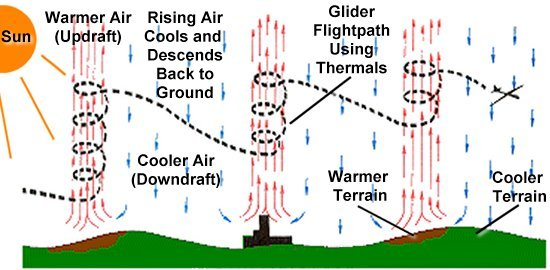 Sun
Warmer Air
(Updraft)
Rising Air
Cools and
Descends
Back to
Ground
Glider
Flightpath
Using
Thermals
Cooler Air
(Downdraft)
Warmer
Terrain
Cooler
Terrain